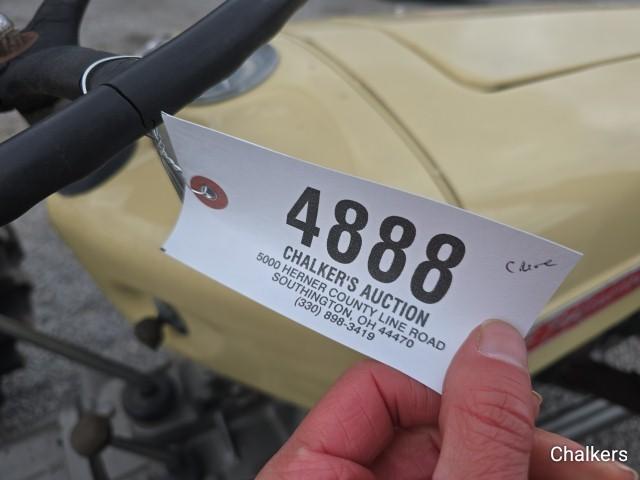 4888
CHALKER'S AUCTION
5000 HERNER COUNTY LINE ROAD
SOUTHINGTON, OH 44470
(330) 898-3419
Chalkers